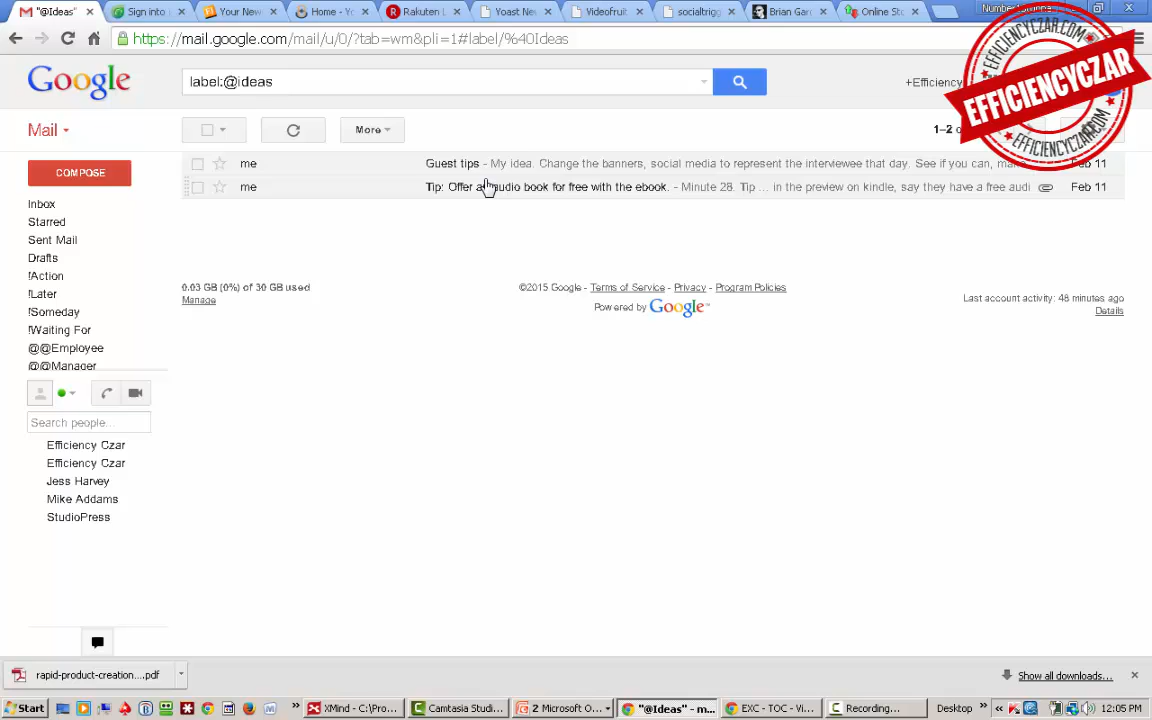 "@Ideas"
Sign into
Your New
Home - Yo
Rakuten L
Yoast New
Videofruit
socialtrigg
Brian Gard
Online Sto
https://mail.google.com/mail/u/0/?tab=wm&pli=1#label/%40Ideas
Google
label:@ideas
+Efficiency
EFFICIENCYCZAR.COM
EFFICIENCYCZAR
Mail
More
COMPOSE
me Guest tips - My idea. Change the banners, social media to represent the interviewee that day. See if you can, Feb 11
me Tip: Offer audio book for free with the ebook. - Minute 28. Tip ... in the preview on kindle, say they have a free audi Feb 11
Inbox
Starred
Sent Mail
Drafts
!Action
!Later
!Someday
!Waiting For
@@Employee
@@Manager
0.03 GB (0%) of 30 GB used
Manage
©2015 Google - Terms of Service - Privacy - Program Policies
Powered by Google™
Last account activity: 48 minutes ago
Details
Search people...
Efficiency Czar
Efficiency Czar
Jess Harvey
Mike Addams
StudioPress
rapid-product-creation....pdf
Show all downloads...
Start
XMind - C:\Pro...
Camtasia Studi...
2 Microsoft O...
"@Ideas" - m...
EXC - TOC - Vi...
Recording...
Desktop
12:05 PM